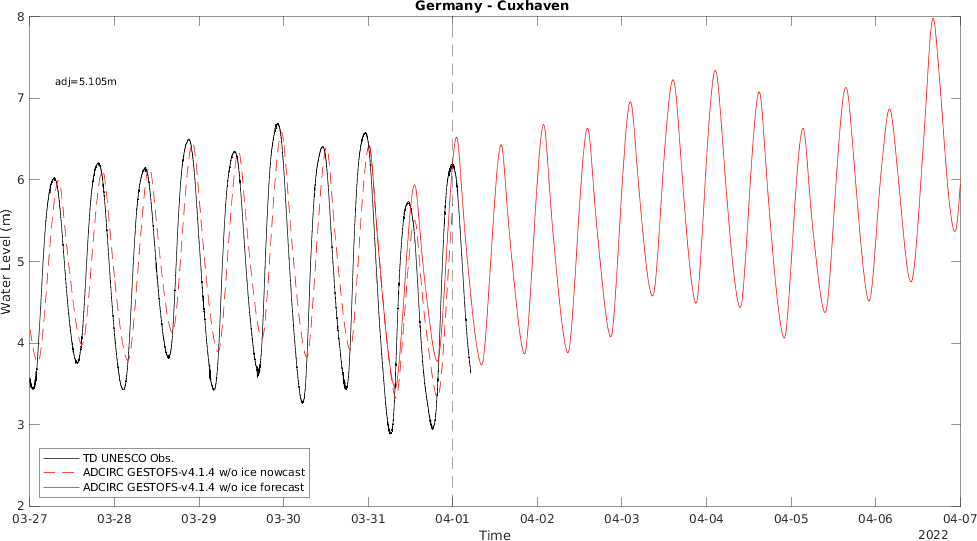 Germany - Cuxhaven
8
7
6
5
4
3
2
Water Level (m)
adj=5.105m
TD UNESCO Obs.
ADCIRC GESTOFS-v4.1.4 w/o ice nowcast
ADCIRC GESTOFS-v4.1.4 w/o ice forecast
03-27 03-28 03-29 03-30 03-31 04-01 04-02 04-03 04-04 04-05 04-06 04-07
Time
2022